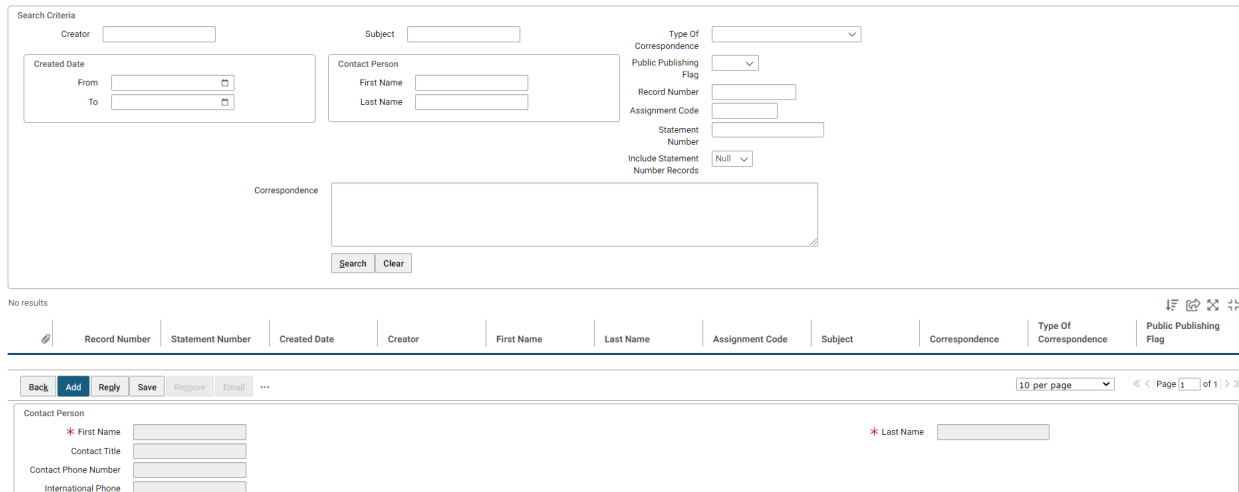 Search Criteria
Creator
Subject
Type Of
Correspondence
Created Date
From
To
Contact Person
First Name
Last Name
Public Publishing
Flag
Record Number
Assignment Code
Statement
Number
Include Statement
Number Records
Null
Correspondence
Search Clear
No results
Record Number Statement Number Created Date Creator First Name Last Name Assignment Code Subject Correspondence Type Of Correspondence Public Publishing Flag
Back Add Reply Save Remove Email ... 10 per page Page 1 of 1
Contact Person
* First Name
* Last Name
Contact Title
Contact Phone Number
International Phone